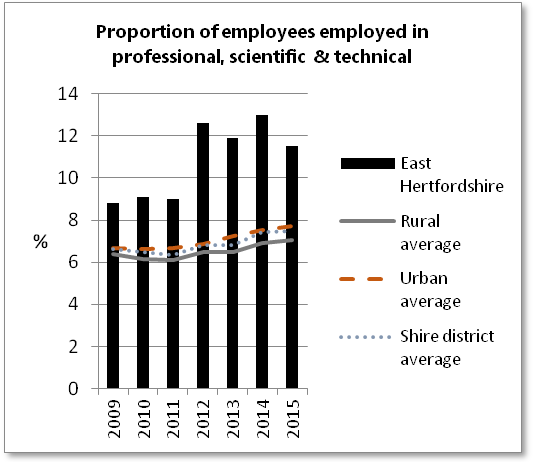 Proportion of employees employed in
professional, scientific & technical
14
12
10
8
6
4
2
0
%
2009
2010
2011
2012
2013
2014
2015
East
Hertfordshire
Rural
average
Urban
average
Shire district
average